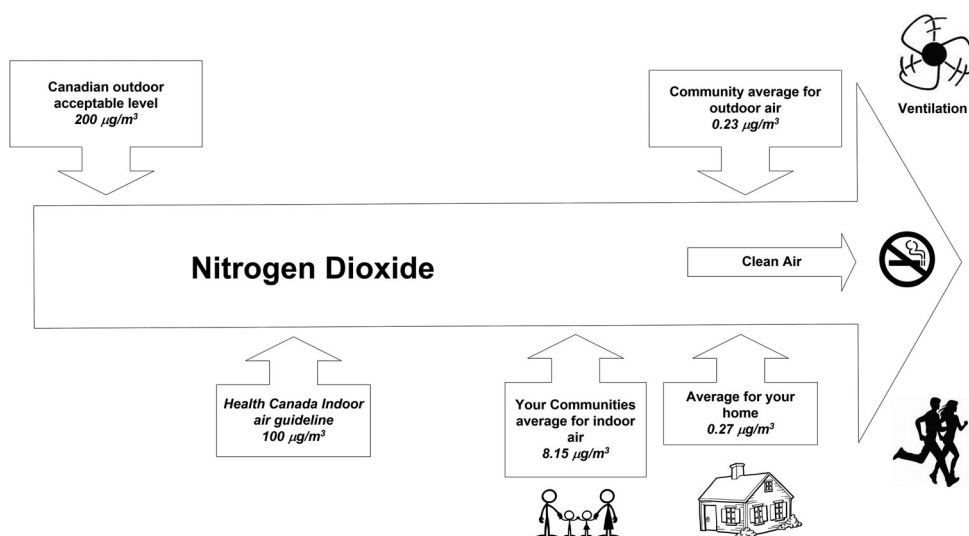 Canadian outdoor
acceptable level
200 µg/m³
Community average for
outdoor air
0.23 µg/m³
Ventilation
Nitrogen Dioxide
Clean Air
Health Canada Indoor
air guideline
100 µg/m³
Your Communities
average for indoor
air
8.15 µg/m³
Average for your
home
0.27 µg/m³